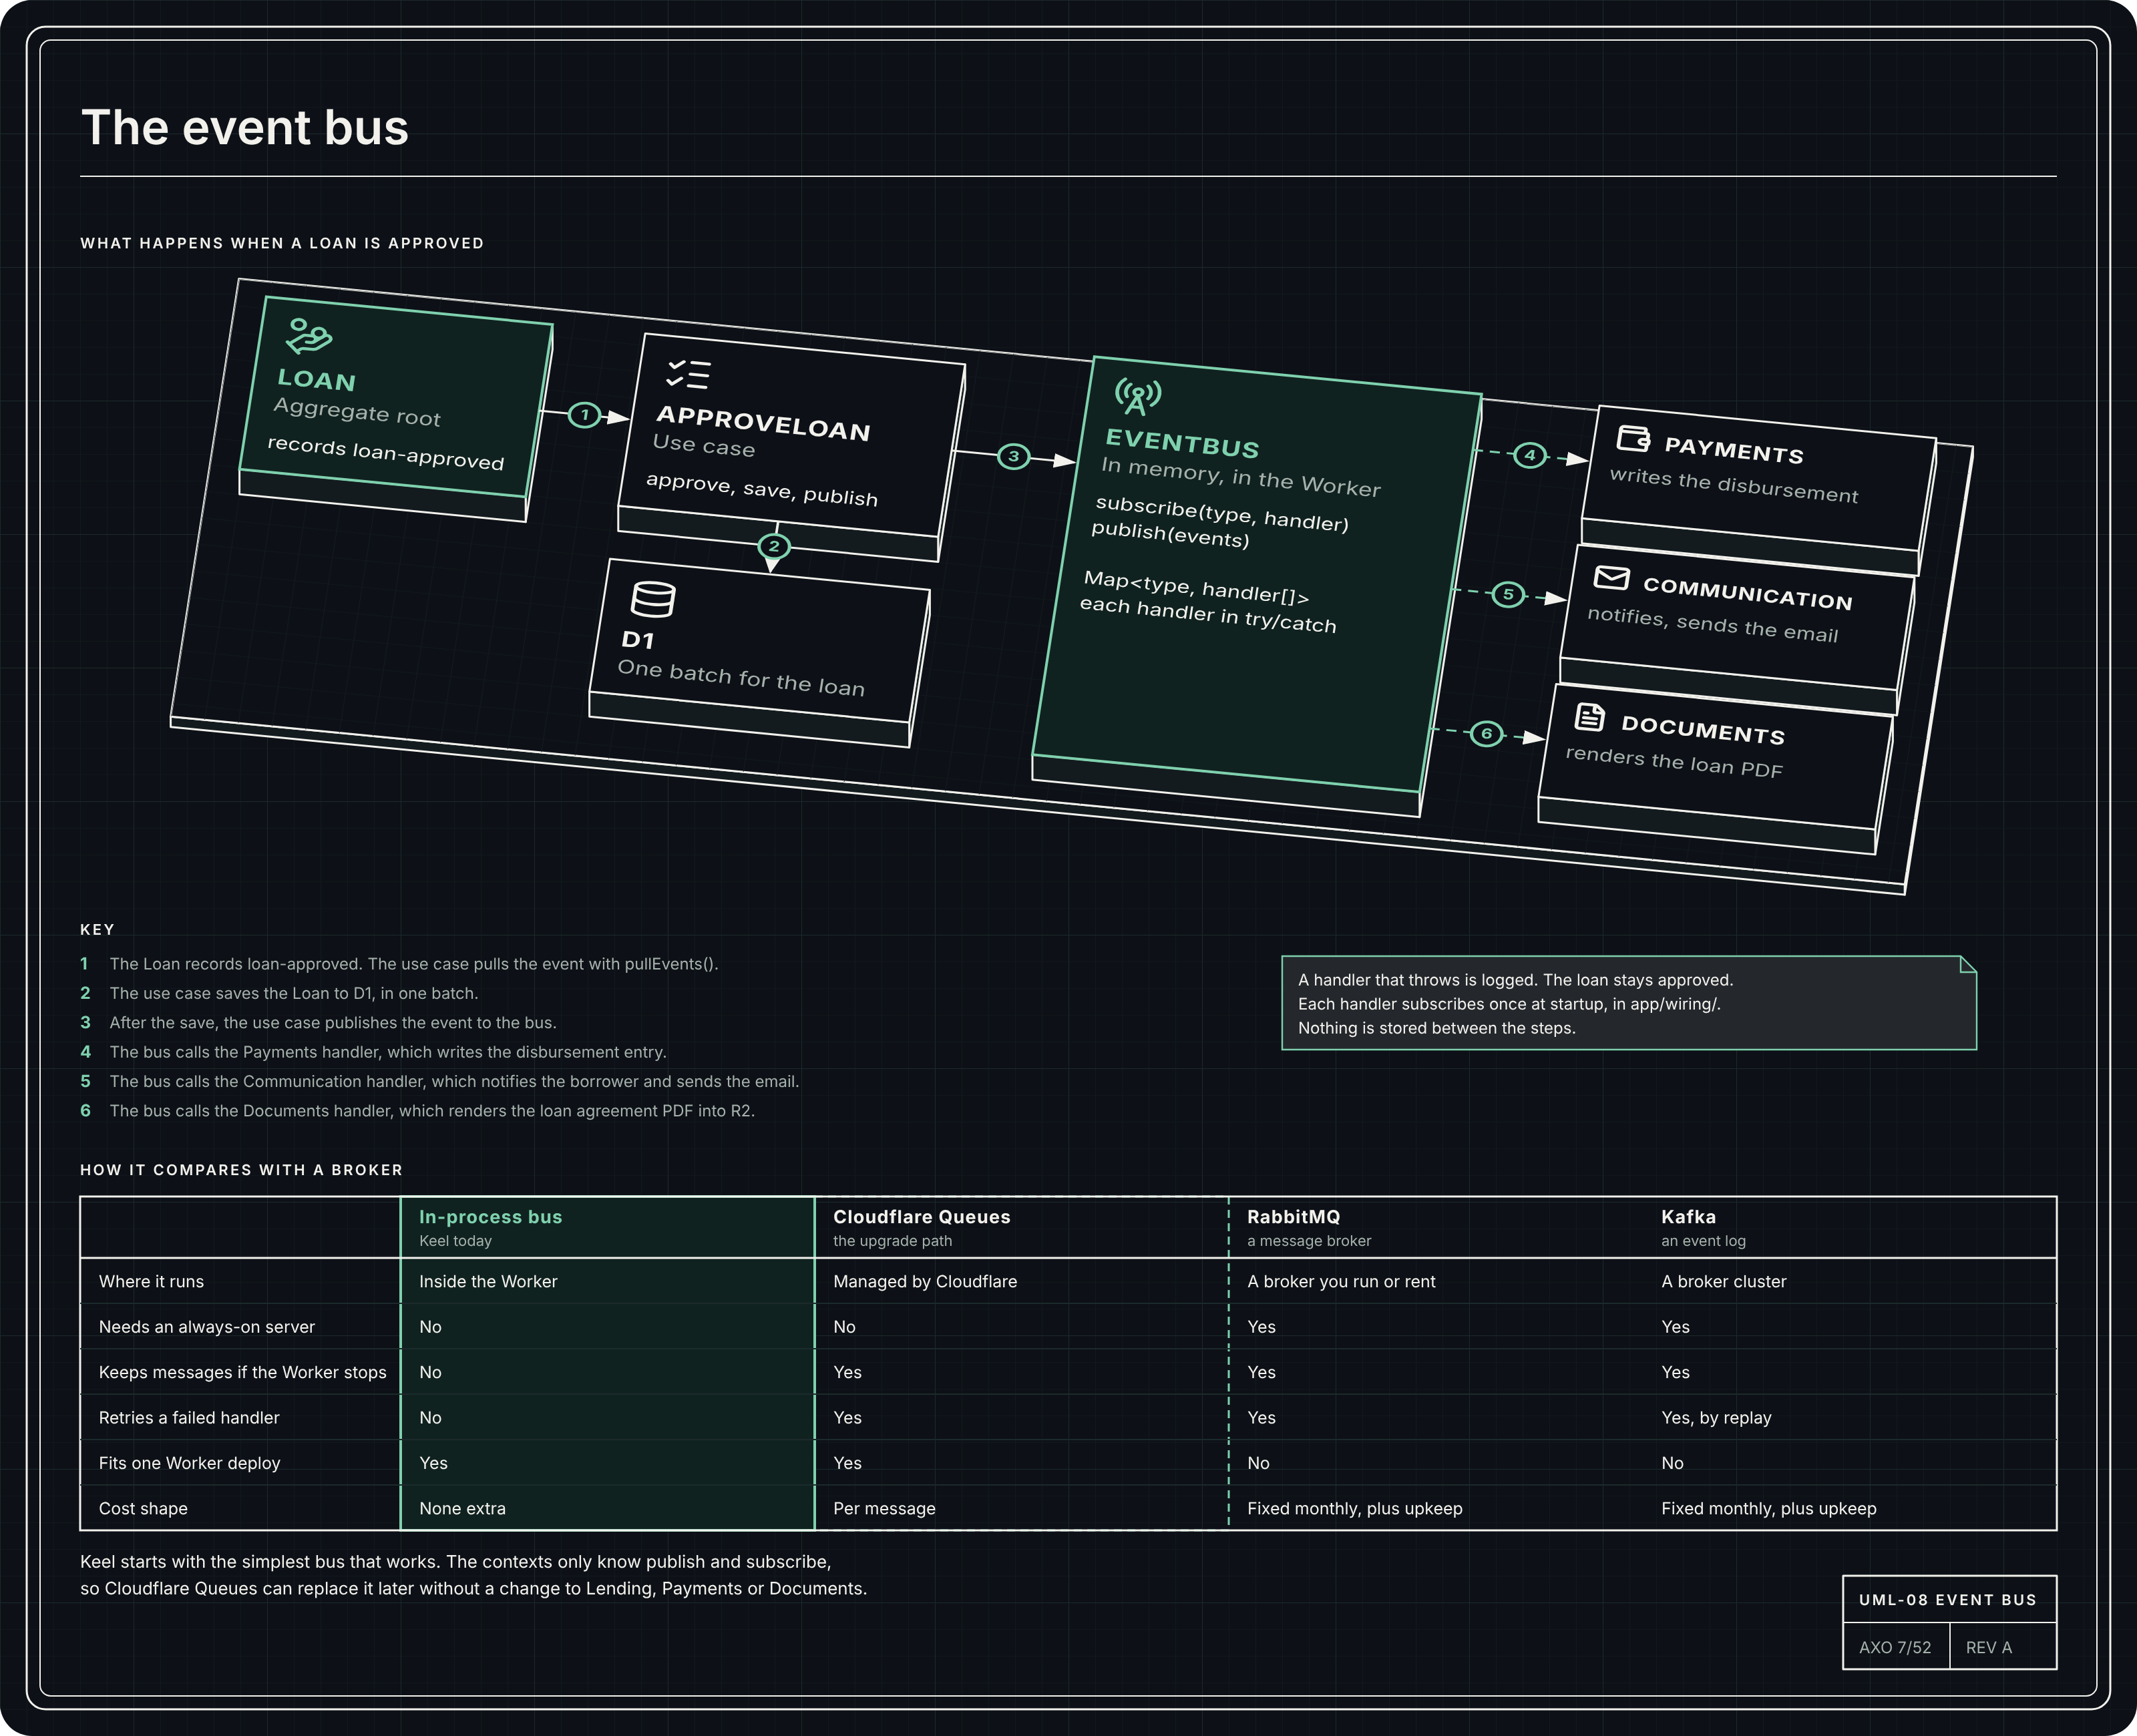 The event bus
WHAT HAPPENS WHEN A LOAN IS APPROVED
LOAN
Aggregate root
records loan-approved
1
APPROVELOAN
Use case
approve, save, publish
2
D1
One batch for the loan
3
EVENTBUS
In memory, in the Worker
subscribe(type, handler)
publish(events)
Map<type, handler[]>
each handler in try/catch
4
PAYMENTS
writes the disbursement
5
COMMUNICATION
notifies, sends the email
6
DOCUMENTS
renders the loan PDF
KEY
1 The Loan records loan-approved. The use case pulls the event with pullEvents().
2 The use case saves the Loan to D1, in one batch.
3 After the save, the use case publishes the event to the bus.
4 The bus calls the Payments handler, which writes the disbursement entry.
5 The bus calls the Communication handler, which notifies the borrower and sends the email.
6 The bus calls the Documents handler, which renders the loan agreement PDF into R2.
A handler that throws is logged. The loan stays approved.
Each handler subscribes once at startup, in app/wiring/.
Nothing is stored between the steps.
HOW IT COMPARES WITH A BROKER
In-process bus Cloudflare Queues RabbitMQ Kafka
Keel today the upgrade path a message broker an event log
Where it runs Inside the Worker Managed by Cloudflare A broker you run or rent A broker cluster
Needs an always-on server No No Yes Yes
Keeps messages if the Worker stops No Yes Yes Yes
Retries a failed handler No Yes Yes Yes, by replay
Fits one Worker deploy Yes Yes No No
Cost shape None extra Per message Fixed monthly, plus upkeep Fixed monthly, plus upkeep
Keel starts with the simplest bus that works. The contexts only know publish and subscribe,
so Cloudflare Queues can replace it later without a change to Lending, Payments or Documents.
UML-08 EVENT BUS
AXO 7/52 REV A